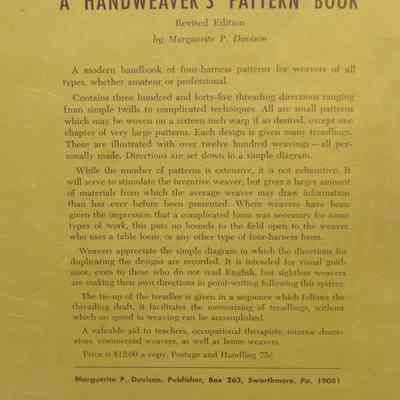 A HANDWEAVER'S PATTERN BOOK
Revised Edition
by Marguerite P. Davison
A modern handbook of four-harness patterns for weavers of all
types, whether amateur or professional.
Contains three hundred and forty-five threading directions ranging
from simple twills to complicated techniques. All are small patterns
which may be woven on a sixteen inch warp if so desired, except one
chapter of very large patterns. Each design is given many treadlings.
These are illustrated with over twelve hundred weavings—all per-
sonally made. Directions are set down in a simple diagram.
While the number of patterns is extensive, it is not exhaustive. It
will serve to stimulate the inventive weaver, but given a larger amount
of materials from which the average weaver may draw information
than has ever before been presented. Where weavers have been
given the impression that a complicated loom was necessary for some
types of work, this puts no bounds to the field open to the weaver
who uses a table loom, or any other type of four-harness loom.
Weavers appreciate the simple diagram in which the directions for
duplicating the designs are recorded. It is intended for visual guid-
ance, even to those who do not read English, but sightless weavers
are making their own directions in point-writing following this system.
The tie-up of the treadles is given in a sequence which follows the
threading draft, it facilitates the memorizing of treadlings, without
which no speed in weaving can be accomplished.
A valuable aid to teachers, occupational therapists, interior deco-
rators, commercial weavers, as well as home weavers.
Price is $12.00 a copy. Postage and Handling 75¢
Marguerite P. Davison, Publisher, Box 263, Swarthmore, Pa. 19081